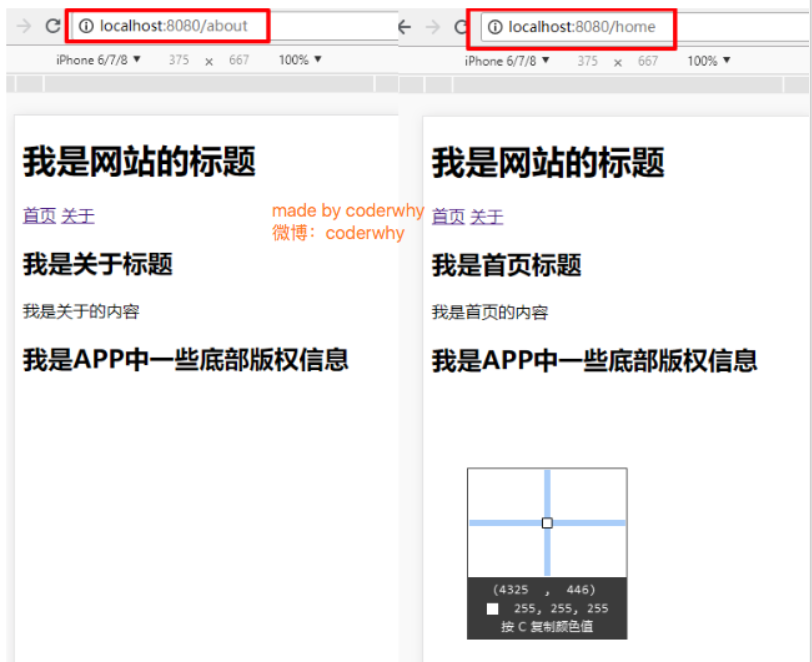 localhost:8080/about
iPhone 6/7/8 ▼ 375 x 667 100% ▼
我是网站的标题
首页 关于
我是关于标题
我是关于的内容
我是APP中一些底部版权信息
made by coderwhy
微博：coderwhy
localhost:8080/home
iPhone 6/7/8 ▼ 375 x 667 100% ▼
我是网站的标题
首页 关于
我是首页标题
我是首页的内容
我是APP中一些底部版权信息
(4325 , 446)
255, 255, 255
按 C 复制颜色值